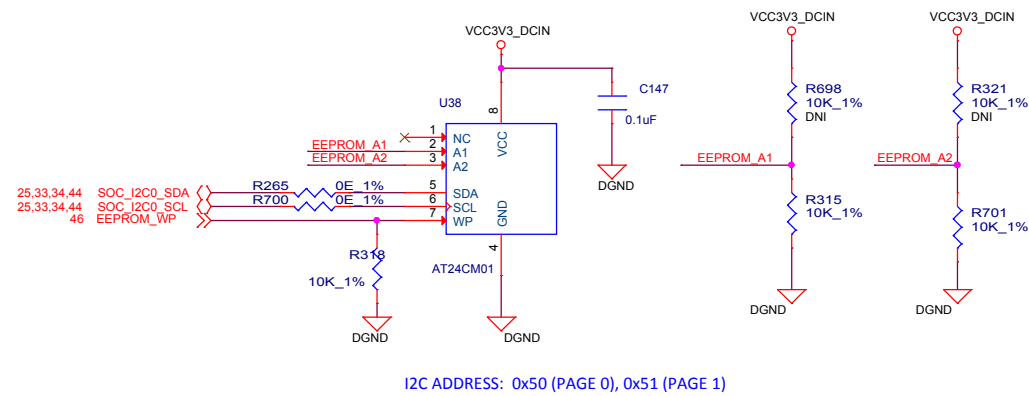 VCC3V3_DCIN
C147
0.1uF
DGND
U38
8
1 NC
EEPROM_A1 2 A1
EEPROM_A2 3 A2
VCC
25,33,34,44 SOC_I2C0_SDA R265 0E_1% 5 SDA
25,33,34,44 SOC_I2C0_SCL R700 0E_1% 6 SCL
46 EEPROM_WP 7 WP
GND
4
AT24CM01
R318
10K_1%
DGND
DGND
VCC3V3_DCIN
R698
10K_1%
DNI
EEPROM_A1
R315
10K_1%
DGND
VCC3V3_DCIN
R321
10K_1%
DNI
EEPROM_A2
R701
10K_1%
DGND
I2C ADDRESS: 0x50 (PAGE 0), 0x51 (PAGE 1)